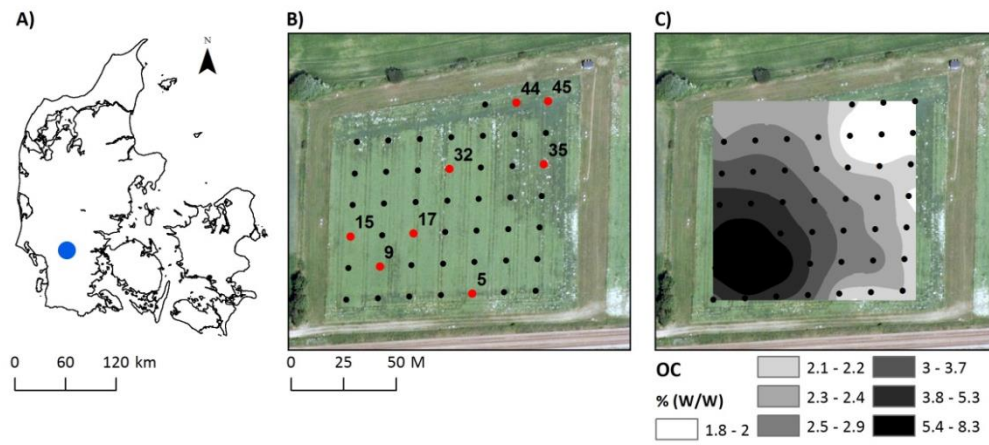 A)
B)
C)
N
44
45
32
35
15
17
9
5
0 60 120 km
0 25 50 M
OC
% (W/W)
1.8 - 2
2.1 - 2.2
2.3 - 2.4
2.5 - 2.9
3 - 3.7
3.8 - 5.3
5.4 - 8.3